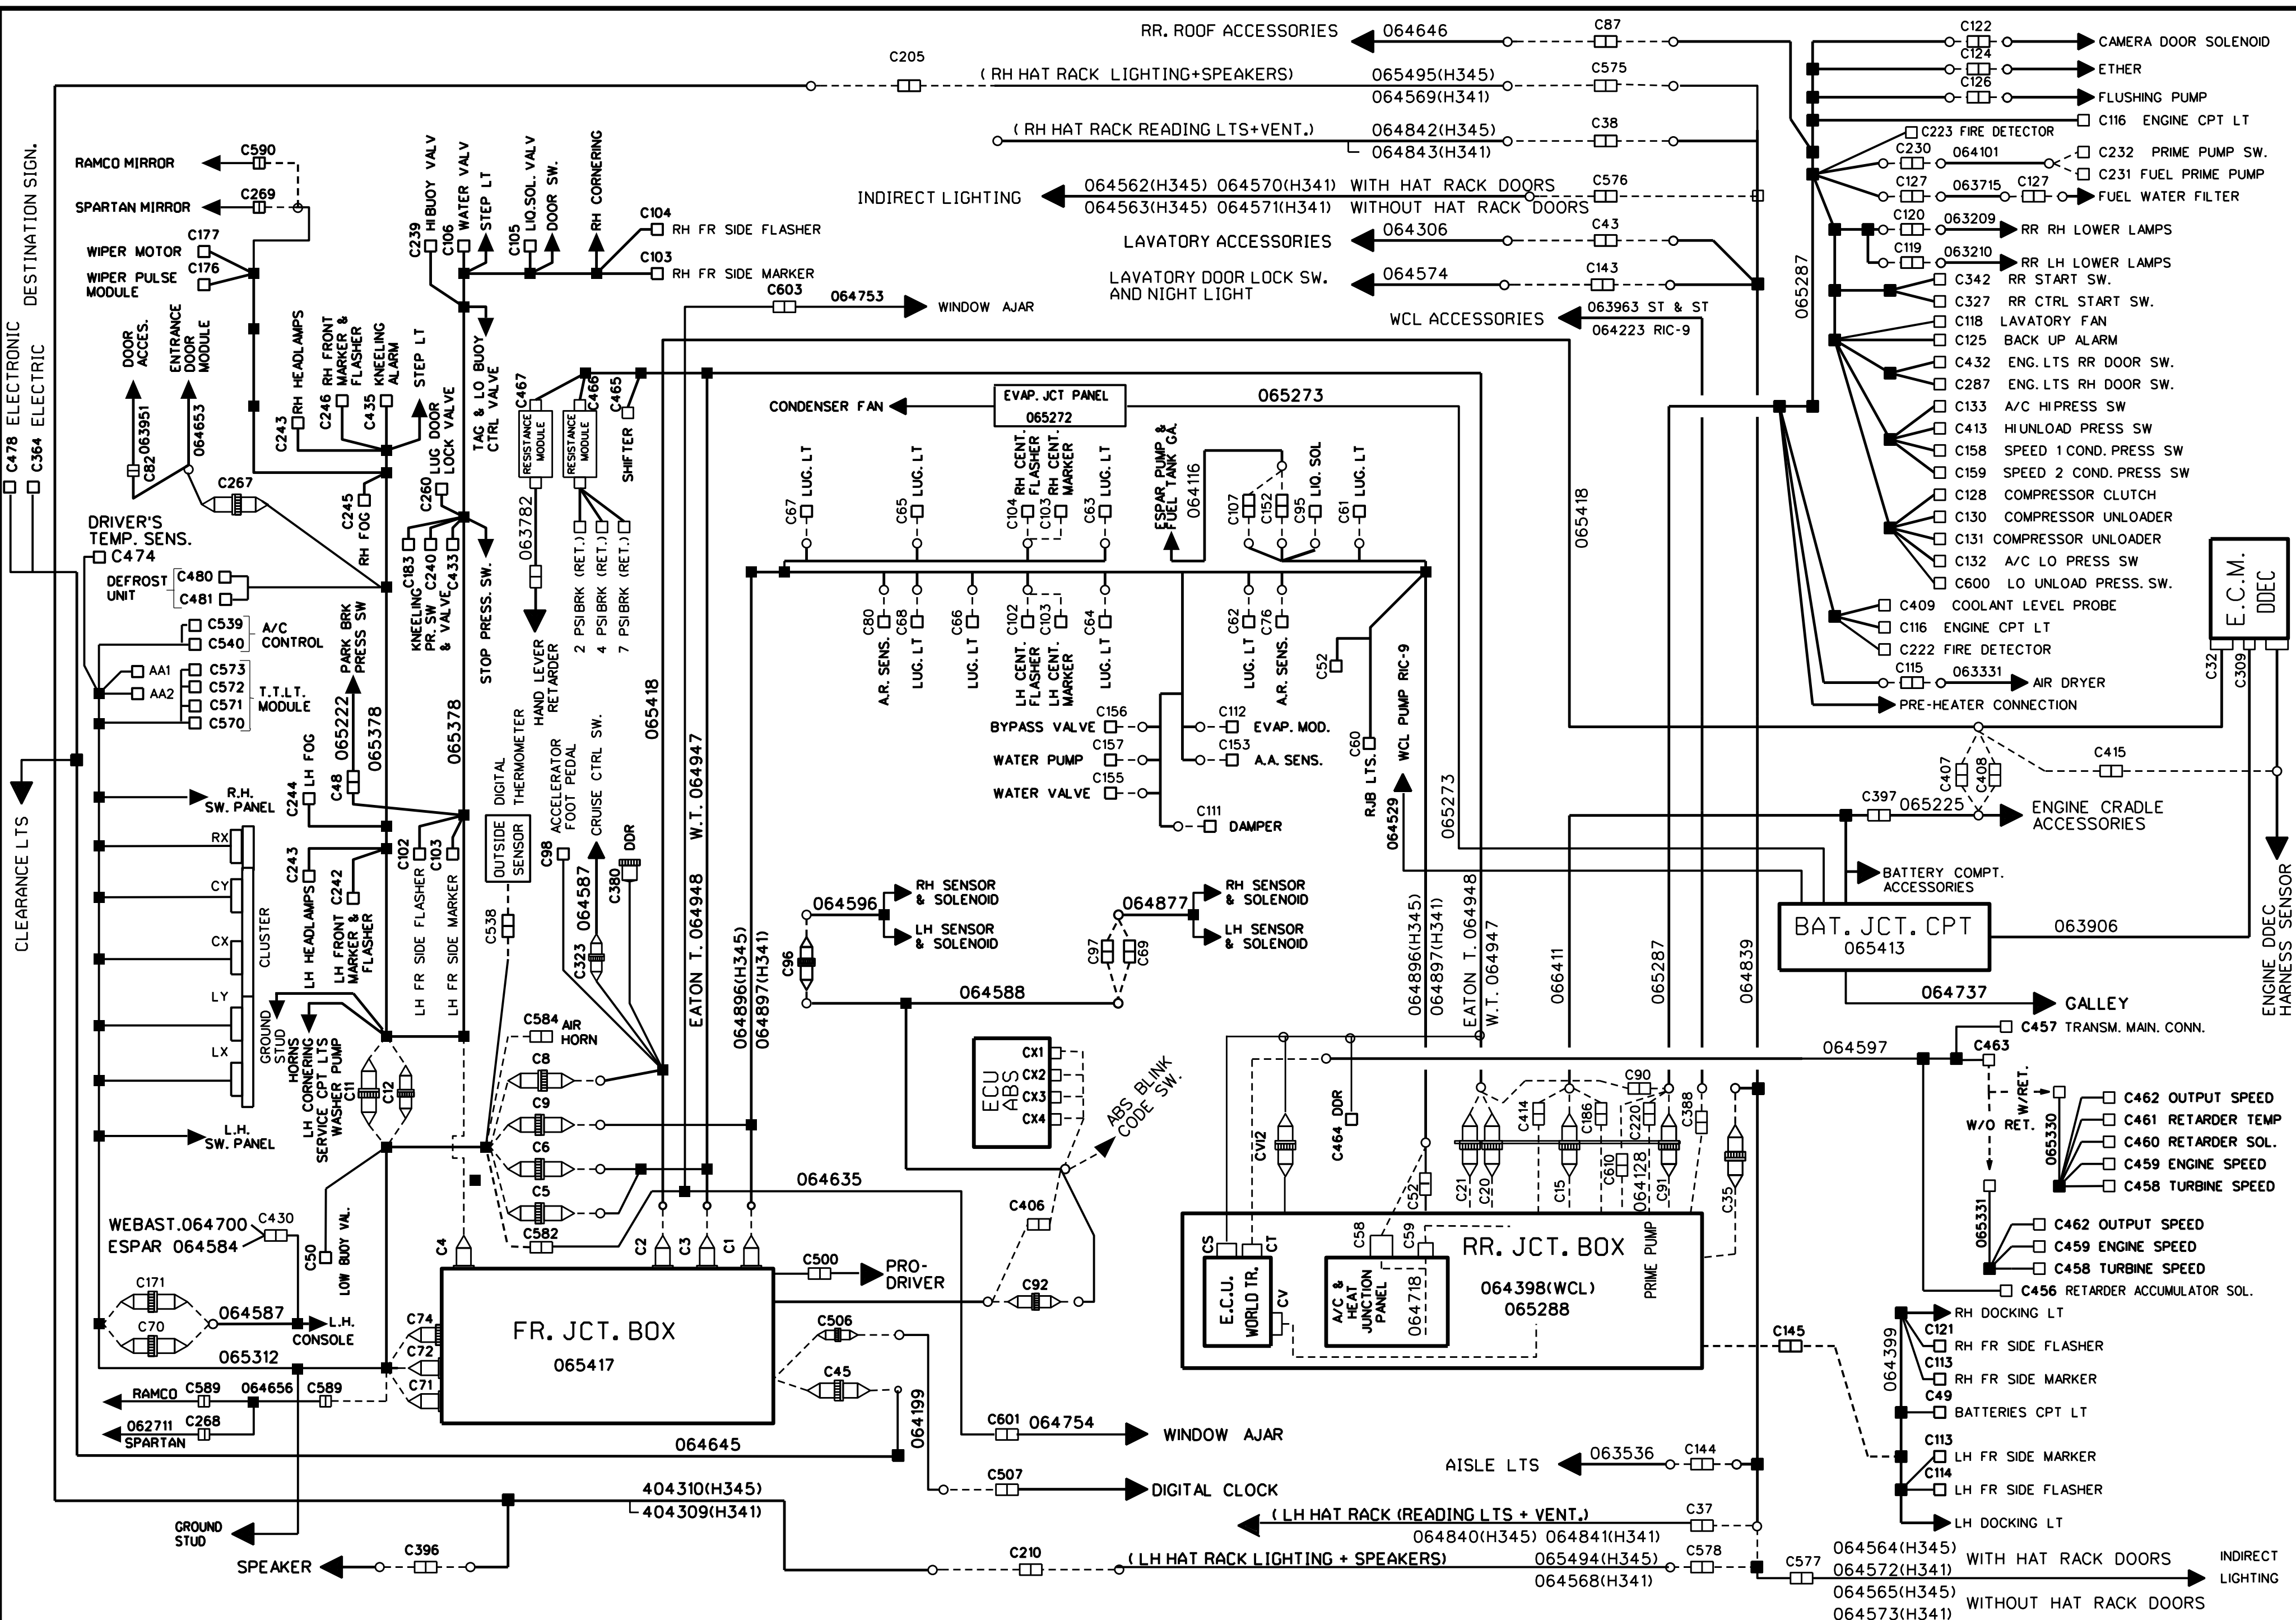 RR. ROOF ACCESSORIES
064646
C87
C205
( RH HAT RACK LIGHTING+SPEAKERS)
065495(H345)
064569(H341)
C575
( RH HAT RACK READING LTS+VENT.)
064842(H345)
064843(H341)
C38
INDIRECT LIGHTING
064562(H345) 064570(H341) WITH HAT RACK DOORS
064563(H345) 064571(H341) WITHOUT HAT RACK DOORS
C576
LAVATORY ACCESSORIES
064306
C43
LAVATORY DOOR LOCK SW.
AND NIGHT LIGHT
064574
C143
WCL ACCESSORIES
063963 ST & ST
064223 RIC-9
C122
CAMERA DOOR SOLENOID
C124
ETHER
C126
FLUSHING PUMP
C116 ENGINE CPT LT
C223 FIRE DETECTOR
C230
064101
C232 PRIME PUMP SW.
C231 FUEL PRIME PUMP
C127
063715
C127
FUEL WATER FILTER
C120
063209
RR RH LOWER LAMPS
C119
063210
RR LH LOWER LAMPS
C342 RR START SW.
C327 RR CTRL START SW.
C118 LAVATORY FAN
C125 BACK UP ALARM
C432 ENG.LTS RR DOOR SW.
C287 ENG.LTS RH DOOR SW.
C133 A/C HIPRESS SW
C413 HIUNLOAD PRESS SW
C158 SPEED 1 COND.PRESS SW
C159 SPEED 2 COND.PRESS SW
C128 COMPRESSOR CLUTCH
C130 COMPRESSOR UNLOADER
C131 COMPRESSOR UNLOADER
C132 A/C LO PRESS SW
C600 LO UNLOAD PRESS.SW.
C409 COOLANT LEVEL PROBE
C116 ENGINE CPT LT
C222 FIRE DETECTOR
C115
063331
AIR DRYER
PRE-HEATER CONNECTION
065287
E.C.M.
DDEC
C32
C309
C407
C408
C415
C397
065225
ENGINE CRADLE
ACCESSORIES
BATTERY COMPT.
ACCESSORIES
BAT. JCT. CPT
065413
063906
064737
GALLEY
ENGINE DDEC
HARNESS SENSOR
C478 ELECTRONIC
C364 ELECTRIC
DESTINATION SIGN.
RAMCO MIRROR
C590
SPARTAN MIRROR
C269
WIPER MOTOR
C177
WIPER PULSE
MODULE
C176
DOOR
ACCES.
ENTRANCE
DOOR
MODULE
C82
063951
064653
C267
C243
RH HEADLAMPS
C246
RH FRONT
MARKER &
FLASHER
C435
KNEELING
ALARM
STEP LT
C245
RH FOG
C239
HIBUOY VALV
C106
WATER VALV
STEP LT
C105
LIQ.SOL. VALV
DOOR SW.
RH CORNERING
C104
RH FR SIDE FLASHER
C103
RH FR SIDE MARKER
C260
LUG DOOR
LOCK VALVE
TAG & LO BUOY
CTRL VALVE
C603
064753
WINDOW AJAR
C467
RESISTANCE
MODULE
C466
RESISTANCE
MODULE
C465
SHIFTER
063782
2 PSIBRK (RET.)
4 PSIBRK (RET.)
7 PSIBRK (RET.)
HAND LEVER
RETARDER
KNEELING C183
PR. SW C240
& VALVE C433
STOP PRESS. SW.
DRIVER'S
TEMP. SENS.
C474
DEFROST
UNIT
C480
C481
C539
C540
A/C
CONTROL
AA1
AA2
C573
C572
C571
C570
T.T.LT.
MODULE
PARK BRK
PRESS SW
065222
065378
065378
C48
C244
LH FOG
R.H.
SW. PANEL
RX
CY
CX
LY
LX
CLUSTER
L.H.
SW. PANEL
CLEARANCE LTS
C243
LH HEADLAMPS
C242
LH FRONT
MARKER &
FLASHER
C102
LH FR SIDE FLASHER
C103
LH FR SIDE MARKER
GROUND
STUD
HORNS
LH CORNERING
SERVICE CPT LTS
WASHER PUMP
C11
C12
DIGITAL
THERMOMETER
OUTSIDE
SENSOR
C538
ACCELERATOR
FOOT PEDAL
C98
CRUISE CTRL SW.
064587
C323
DDR
C380
065418
W.T. 064947
EATON T. 064948
064896(H345)
064897(H341)
CONDENSER FAN
EVAP. JCT PANEL
065272
065273
C67 LUG. LT
C65 LUG. LT
C104 RH CENT.
FLASHER
C103 RH CENT.
MARKER
C63 LUG. LT
ESPAR PUMP &
FUEL TANK GA.
064116
C107
C152
C95 LIQ. SOL
C61 LUG. LT
C80
A.R. SENS.
C68
LUG. LT
C66
LUG. LT
C102
LH CENT.
FLASHER
C103
LH CENT.
MARKER
C64
LUG. LT
C62
LUG. LT
C76
A.R. SENS.
C52
C60
RJB LTS.
WCL PUMP RIC-9
064529
065273
BYPASS VALVE
C156
WATER PUMP
C157
WATER VALVE
C155
C112
EVAP. MOD.
C153
A.A. SENS.
C111
DAMPER
065418
064596
RH SENSOR
& SOLENOID
LH SENSOR
& SOLENOID
C96
064877
RH SENSOR
& SOLENOID
LH SENSOR
& SOLENOID
C97
C69
064588
ECU
ABS
CX1
CX2
CX3
CX4
ABS BLINK
CODE SW.
064896(H345)
064897(H341)
EATON T. 064948
W.T. 064947
066411
065287
064839
C584
AIR
HORN
C8
C9
C6
C5
C582
064635
C406
C4
C2
C3
C1
C500
PRO-
DRIVER
C92
FR. JCT. BOX
065417
C506
C45
C74
C72
C71
WEBAST.064700
ESPAR 064584
C430
C50
LOW BUOY VAL.
C171
C70
064587
L.H.
CONSOLE
065312
RAMCO
C589
064656
C589
062711
SPARTAN
C268
064645
064199
404310(H345)
404309(H341)
GROUND
STUD
SPEAKER
C396
C210
C601
064754
WINDOW AJAR
C507
DIGITAL CLOCK
CV12
C464 DDR
C52
C21
C20
C414
C15
C186
C610
C90
C220
064128
C91
C388
C35
CS
CT
E.C.U.
WORLD TR.
CV
C58
C59
A/C &
HEAT
JUNCTION
PANEL
064718
RR. JCT. BOX
064398(WCL)
065288
PRIME PUMP
064597
C457 TRANSM. MAIN. CONN.
C463
W/RET.
W/O RET.
065330
C462 OUTPUT SPEED
C461 RETARDER TEMP
C460 RETARDER SOL.
C459 ENGINE SPEED
C458 TURBINE SPEED
065331
C462 OUTPUT SPEED
C459 ENGINE SPEED
C458 TURBINE SPEED
C456 RETARDER ACCUMULATOR SOL.
C145
064399
RH DOCKING LT
C121
RH FR SIDE FLASHER
C113
RH FR SIDE MARKER
C49
BATTERIES CPT LT
C113
LH FR SIDE MARKER
C114
LH FR SIDE FLASHER
LH DOCKING LT
AISLE LTS
063536
C144
( LH HAT RACK (READING LTS + VENT.)
064840(H345) 064841(H341)
C37
( LH HAT RACK LIGHTING + SPEAKERS)
065494(H345)
064568(H341)
C578
C577
064564(H345)
064572(H341)
WITH HAT RACK DOORS
064565(H345)
064573(H341)
WITHOUT HAT RACK DOORS
INDIRECT
LIGHTING